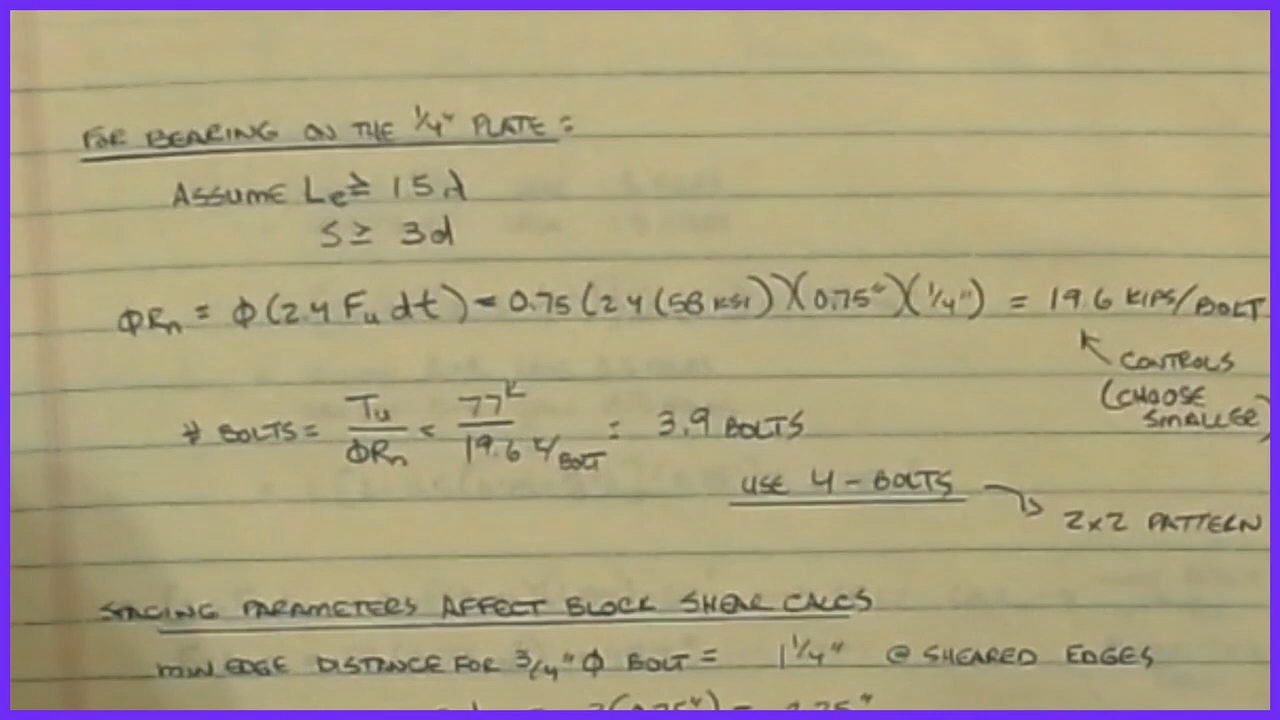 FOR BEARING ON THE 1/4" PLATE:
ASSUME Le ≥ 1.5d
S ≥ 3d
ΦRn = Φ(2.4 Fu dt) = 0.75(2.4(58 KSI))(0.75")(1/4") = 19.6 KIPS/BOLT
CONTROLS
(CHOOSE
SMALLER)
# BOLTS = Tu/ΦRn = 77K/19.6 K/BOLT = 3.9 BOLTS
USE 4-BOLTS
2x2 PATTERN
SPACING PARAMETERS AFFECT BLOCK SHEAR CALCS
MIN EDGE DISTANCE FOR 3/4" Φ BOLT = 1 1/4" @ SHEARED EDGES